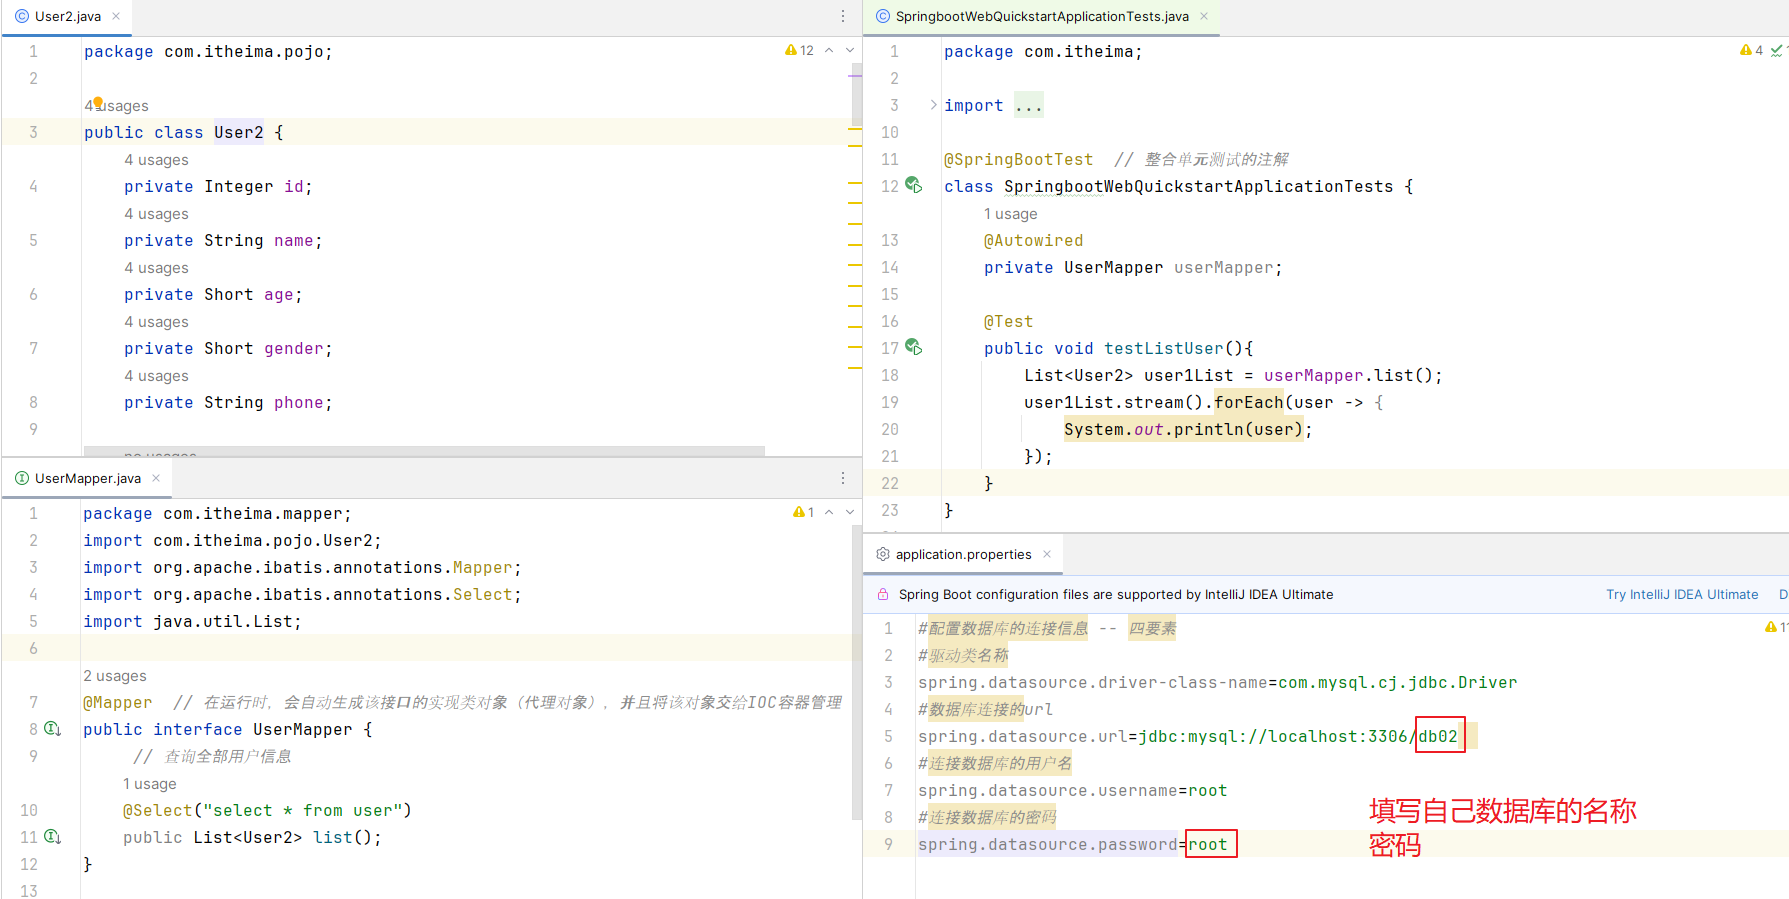 User2.java
1 package com.itheima.pojo;
12
2
4 usages
3 public class User2 {
4 usages
4 private Integer id;
4 usages
5 private String name;
4 usages
6 private Short age;
4 usages
7 private Short gender;
4 usages
8 private String phone;
9
no usages
UserMapper.java
1 package com.itheima.mapper;
1
2 import com.itheima.pojo.User2;
3 import org.apache.ibatis.annotations.Mapper;
4 import org.apache.ibatis.annotations.Select;
5 import java.util.List;
6
2 usages
7 @Mapper // 在运行时，会自动生成该接口的实现类对象（代理对象），并且将该对象交给IOC容器管理
8 public interface UserMapper {
9 // 查询全部用户信息
1 usage
10 @Select("select * from user")
11 public List<User2> list();
12 }
13
SpringbootWebQuickstartApplicationTests.java
1 package com.itheima;
4
2
3 import ...
10
11 @SpringBootTest // 整合单元测试的注解
12 class SpringbootWebQuickstartApplicationTests {
1 usage
13 @Autowired
14 private UserMapper userMapper;
15
16 @Test
17 public void testListUser(){
18 List<User2> user1List = userMapper.list();
19 user1List.stream().forEach(user -> {
20 System.out.println(user);
21 });
22 }
23 }
application.properties
Spring Boot configuration files are supported by IntelliJ IDEA Ultimate
Try IntelliJ IDEA Ultimate
1 #配置数据库的连接信息 -- 四要素
2 #驱动类名称
3 spring.datasource.driver-class-name=com.mysql.cj.jdbc.Driver
4 #数据库连接的url
5 spring.datasource.url=jdbc:mysql://localhost:3306/db02
6 #连接数据库的用户名
7 spring.datasource.username=root
8 #连接数据库的密码
9 spring.datasource.password=root
填写自己数据库的名称
密码